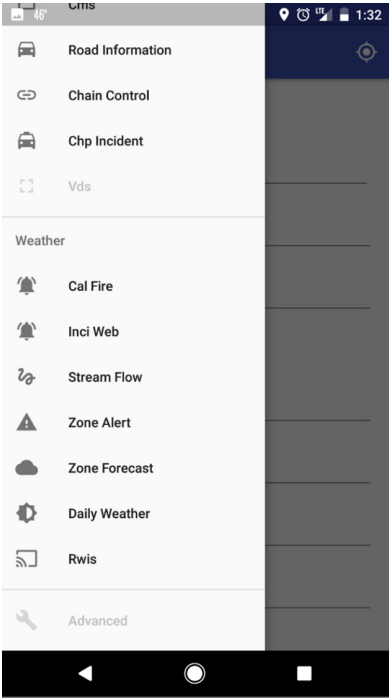 46°
LTE
1:32
Cms
Road Information
Chain Control
Chp Incident
Vds
Weather
Cal Fire
Inci Web
Stream Flow
Zone Alert
Zone Forecast
Daily Weather
Rwis
Advanced